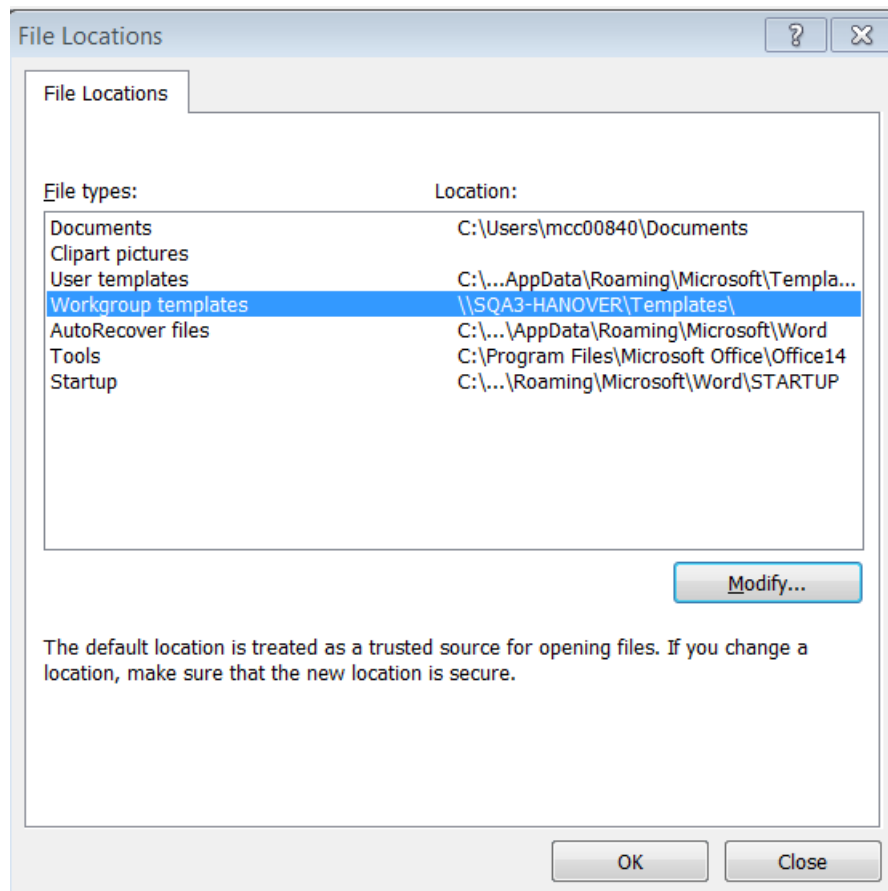 File Locations
File Locations
File types: Location:
Documents C:\Users\mcc00840\Documents
Clipart pictures
User templates C:\...AppData\Roaming\Microsoft\Templa...
Workgroup templates \\SQA3-HANOVER\Templates\
AutoRecover files C:\...\AppData\Roaming\Microsoft\Word
Tools C:\Program Files\Microsoft Office\Office14
Startup C:\...\Roaming\Microsoft\Word\STARTUP
Modify...
The default location is treated as a trusted source for opening files. If you change a
location, make sure that the new location is secure.
OK Close